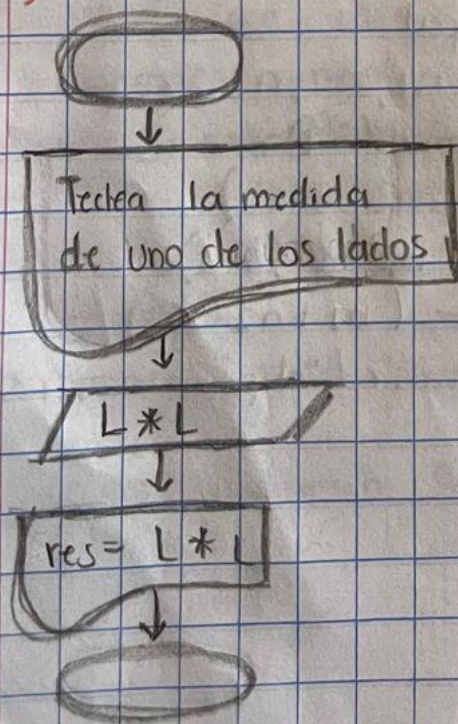 Teclea la medida
de uno de los lados
L * L
res= L * L